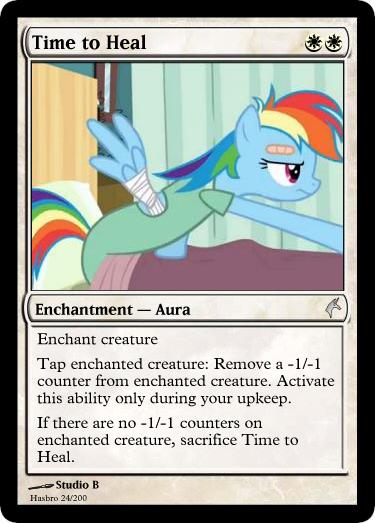 Time to Heal
Enchantment — Aura
Enchant creature
Tap enchanted creature: Remove a -1/-1
counter from enchanted creature. Activate
this ability only during your upkeep.
If there are no -1/-1 counters on
enchanted creature, sacrifice Time to
Heal.
Studio B
Hasbro 24/200